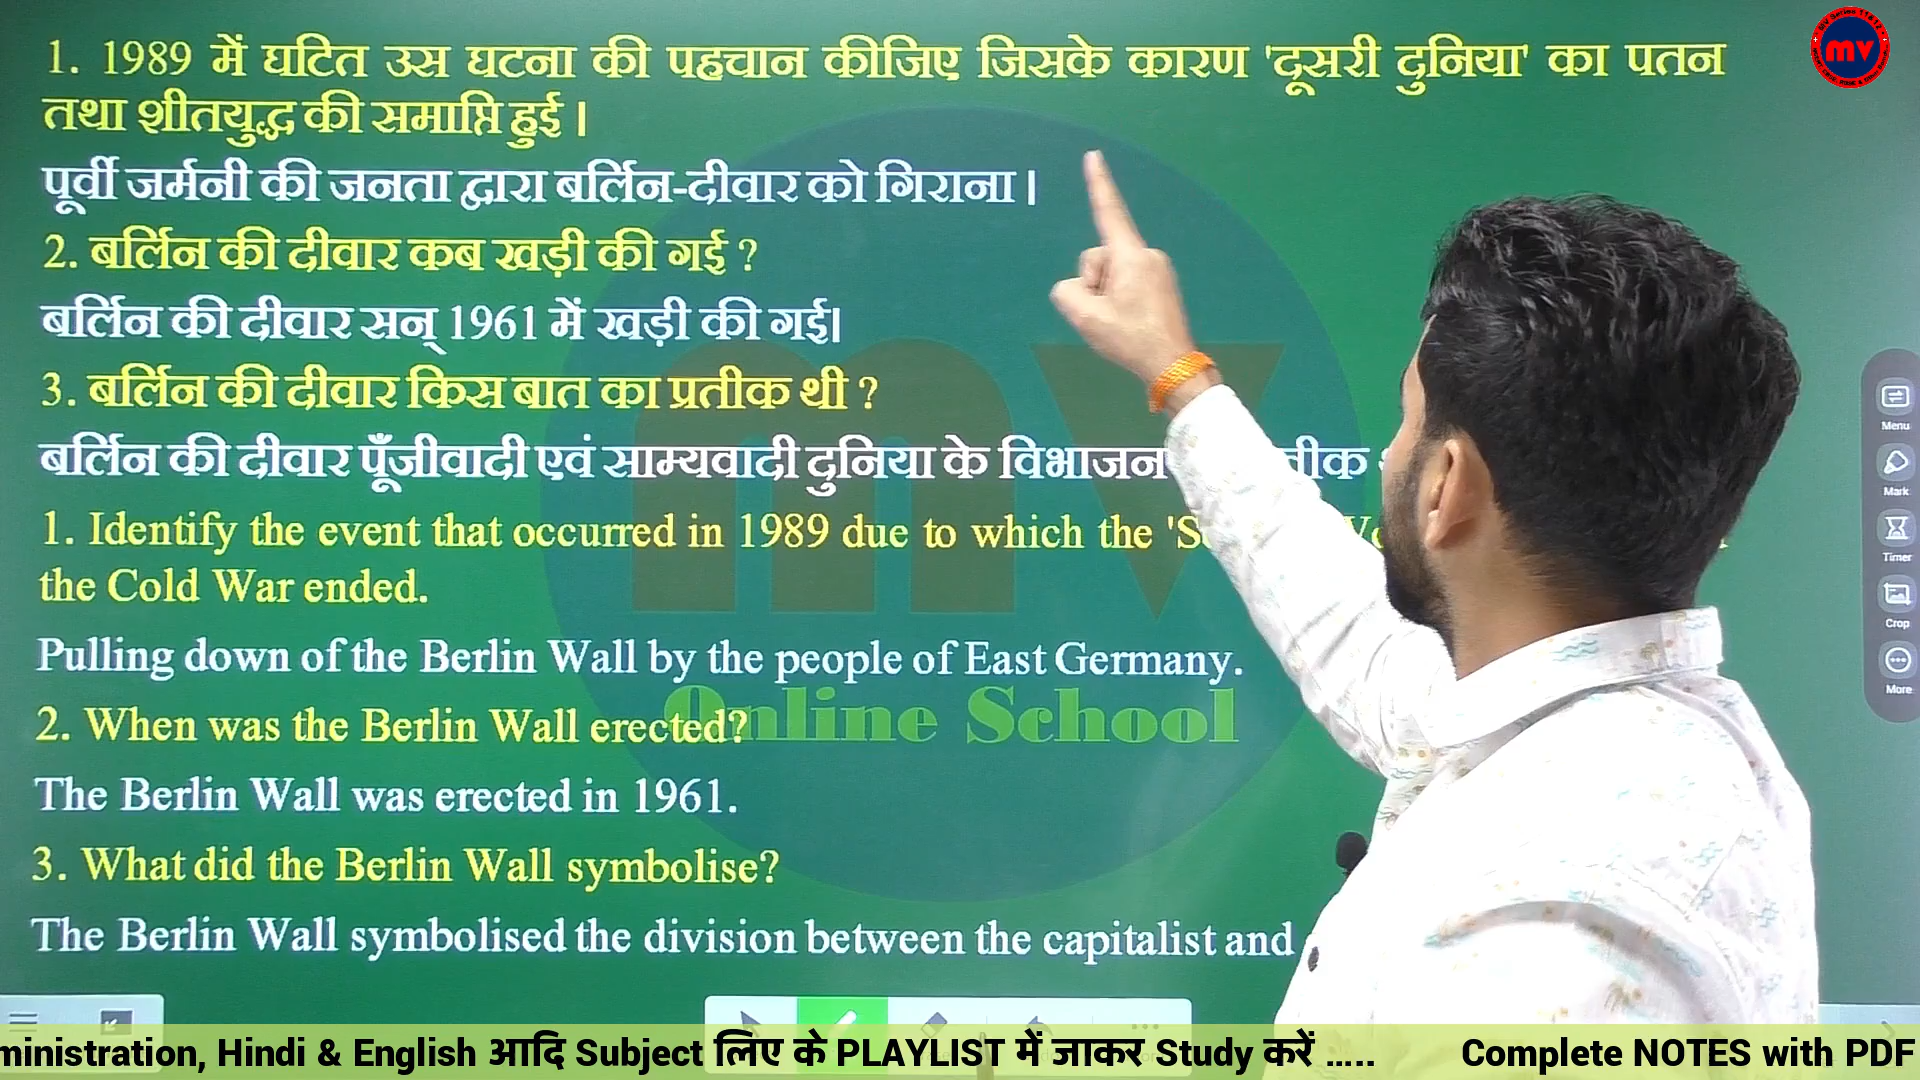 1. 1989 में घटित उस घटना की पहचान कीजिए जिसके कारण 'दूसरी दुनिया' का पतन
तथा शीतयुद्ध की समाप्ति हुई।
पूर्वी जर्मनी की जनता द्वारा बर्लिन-दीवार को गिराना।
2. बर्लिन की दीवार कब खड़ी की गई ?
बर्लिन की दीवार सन् 1961 में खड़ी की गई।
3. बर्लिन की दीवार किस बात का प्रतीक थी ?
बर्लिन की दीवार पूँजीवादी एवं साम्यवादी दुनिया के विभाजन
1. Identify the event that occurred in 1989 due to which the
the Cold War ended.
Pulling down of the Berlin Wall by the people of East Germany.
2. When was the Berlin Wall erected?
The Berlin Wall was erected in 1961.
3. What did the Berlin Wall symbolise?
The Berlin Wall symbolised the division between the capitalist and
mv
Online School
mv
Menu
Mark
Timer
Crop
More
ministration, Hindi & English आदि Subject लिए के PLAYLIST में जाकर Study करें ..... Complete NOTES with PDF